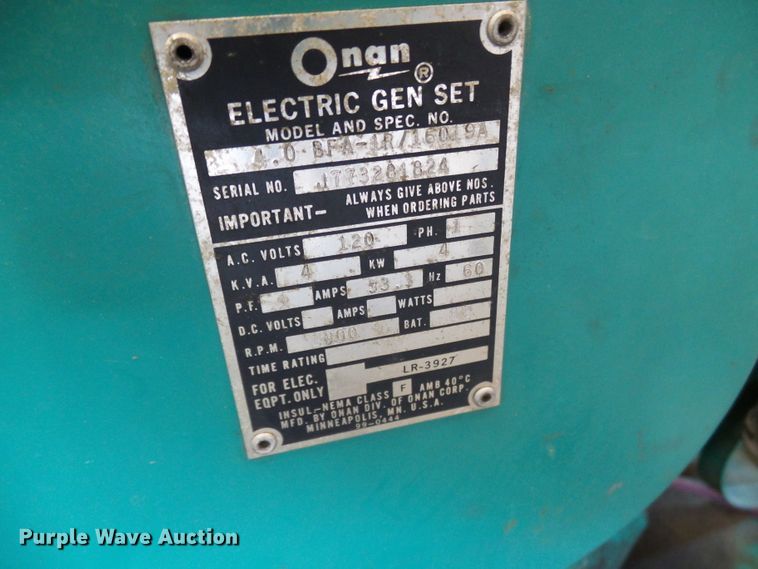 Onan ®
ELECTRIC GEN SET
MODEL AND SPEC. NO.
4.0 BFA-1R/16019A
SERIAL NO. J773281824
IMPORTANT- ALWAYS GIVE ABOVE NOS.
WHEN ORDERING PARTS
A.C. VOLTS 120 PH. 1
K.V.A. 4 KW 4
P.F. AMPS 33.3 Hz 60
D.C. VOLTS AMPS WATTS
R.P.M. BAT.
TIME RATING
FOR ELEC. EQPT. ONLY LR-3927
INSUL.-NEMA CLASS F AMB 40°C
MFD. BY ONAN DIV. OF ONAN CORP.
MINNEAPOLIS, MN. U.S.A.
99-0444
Purple Wave Auction